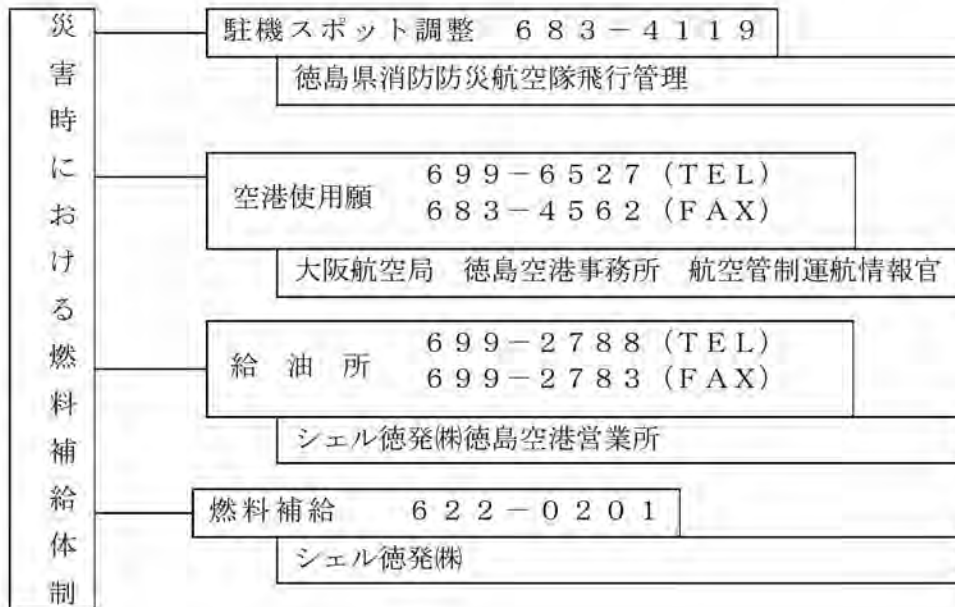 災害時における燃料補給体制
駐機スポット調整　６８３－４１１９
徳島県消防防災航空隊飛行管理
空港使用願
６９９－６５２７（ＴＥＬ）
６８３－４５６２（ＦＡＸ）
大阪航空局　徳島空港事務所　航空管制運航情報官
給　油　所
６９９－２７８８（ＴＥＬ）
６９９－２７８３（ＦＡＸ）
シェル徳発㈱徳島空港営業所
燃料補給　　６２２－０２０１
シェル徳発㈱